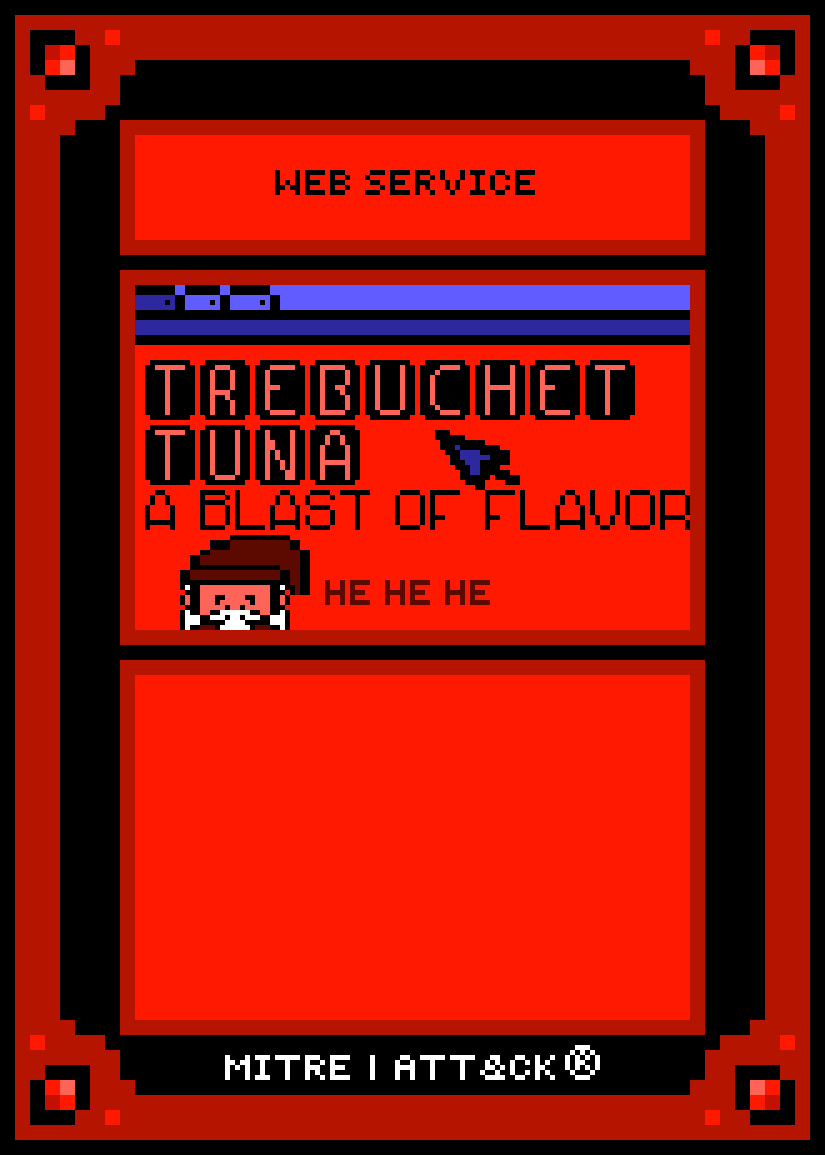 WEB SERVICE
TREBUCHET
TUNA
A BLAST OF FLAVOR
HE HE HE
MITRE | ATT&CK®